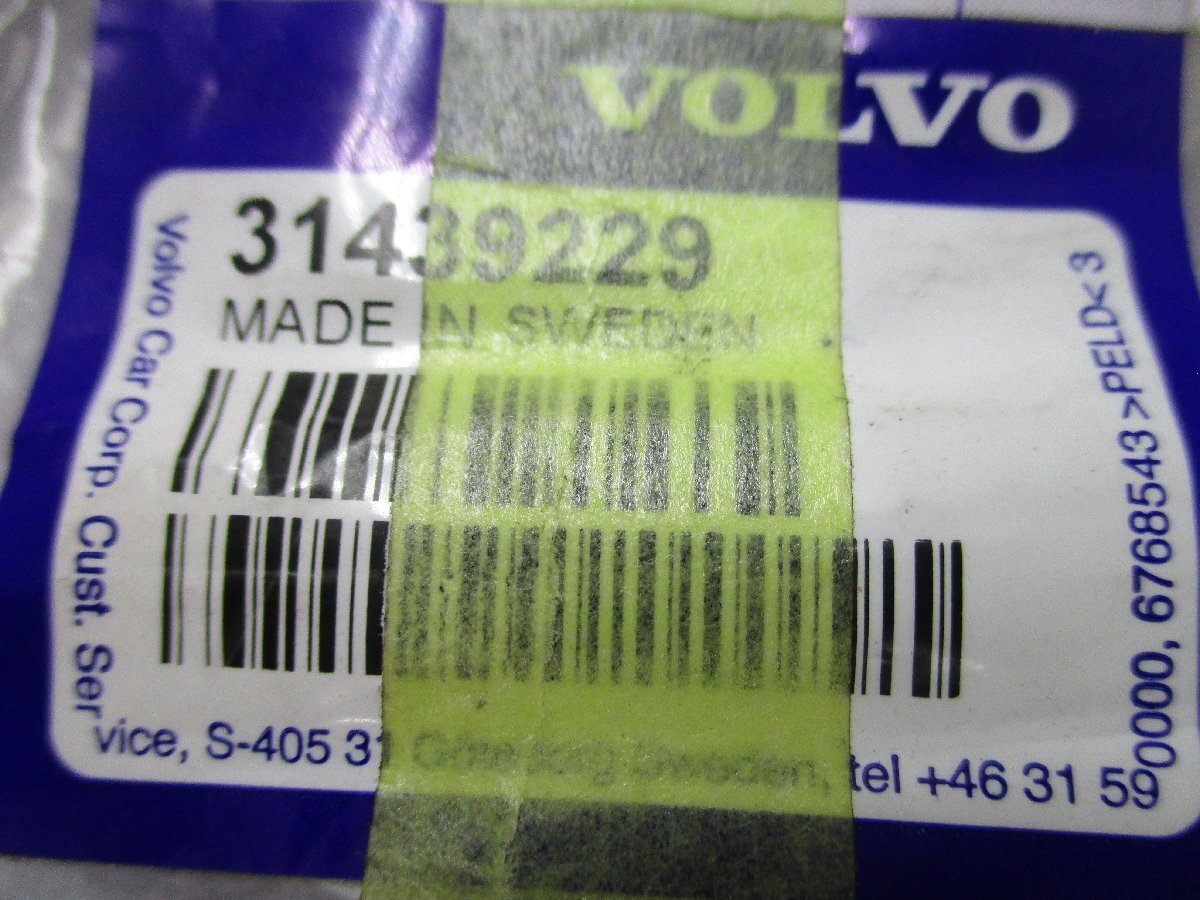 VOLVO
31439229
MADE IN SWEDEN
Volvo Car Corp. Cust. Service, S-405 31 Göteborg Sweden, tel +46 31 590000, 6768543 >PELD< 3